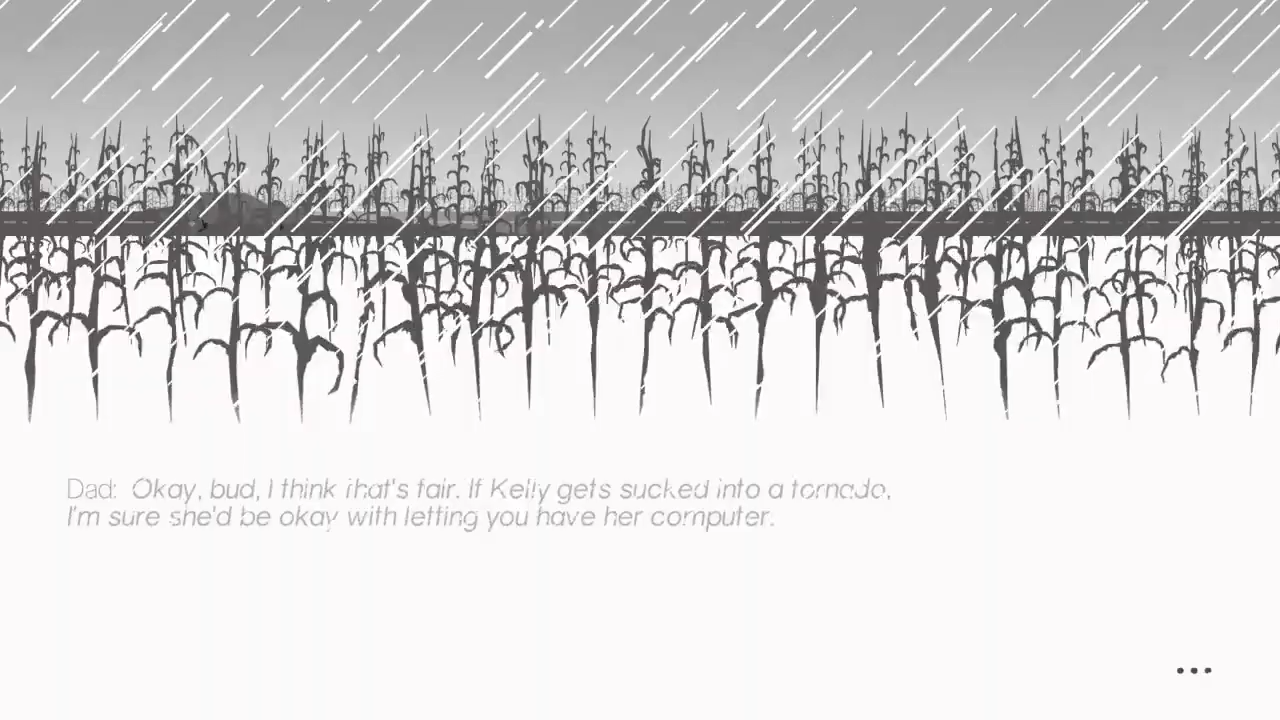 Dad: Okay, bud, I think that's fair. If Kelly gets sucked into a tornado,
I'm sure she'd be okay with letting you have her computer.
...